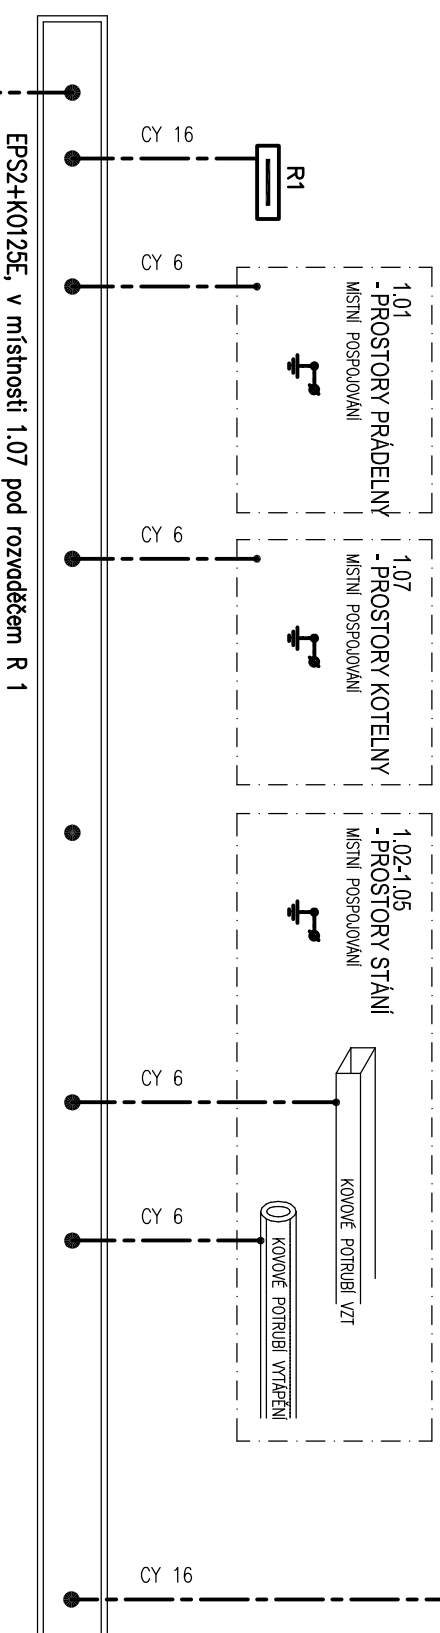 CY 16
R1
CY 6
1.01
- PROSTORY PRÁDELNY
MÍSTNÍ POSPOJOVÁNÍ
EPS2+KO125E, v místnosti 1.07 pod rozvaděčem R 1
CY 6
1.07
- PROSTORY KOTELNY
MÍSTNÍ POSPOJOVÁNÍ
1.02-1.05
- PROSTORY STÁNÍ
MÍSTNÍ POSPOJOVÁNÍ
CY 6
KOVOVÉ POTRUBÍ VZT
CY 6
KOVOVÉ POTRUBÍ VYTÁPĚNÍ
CY 16